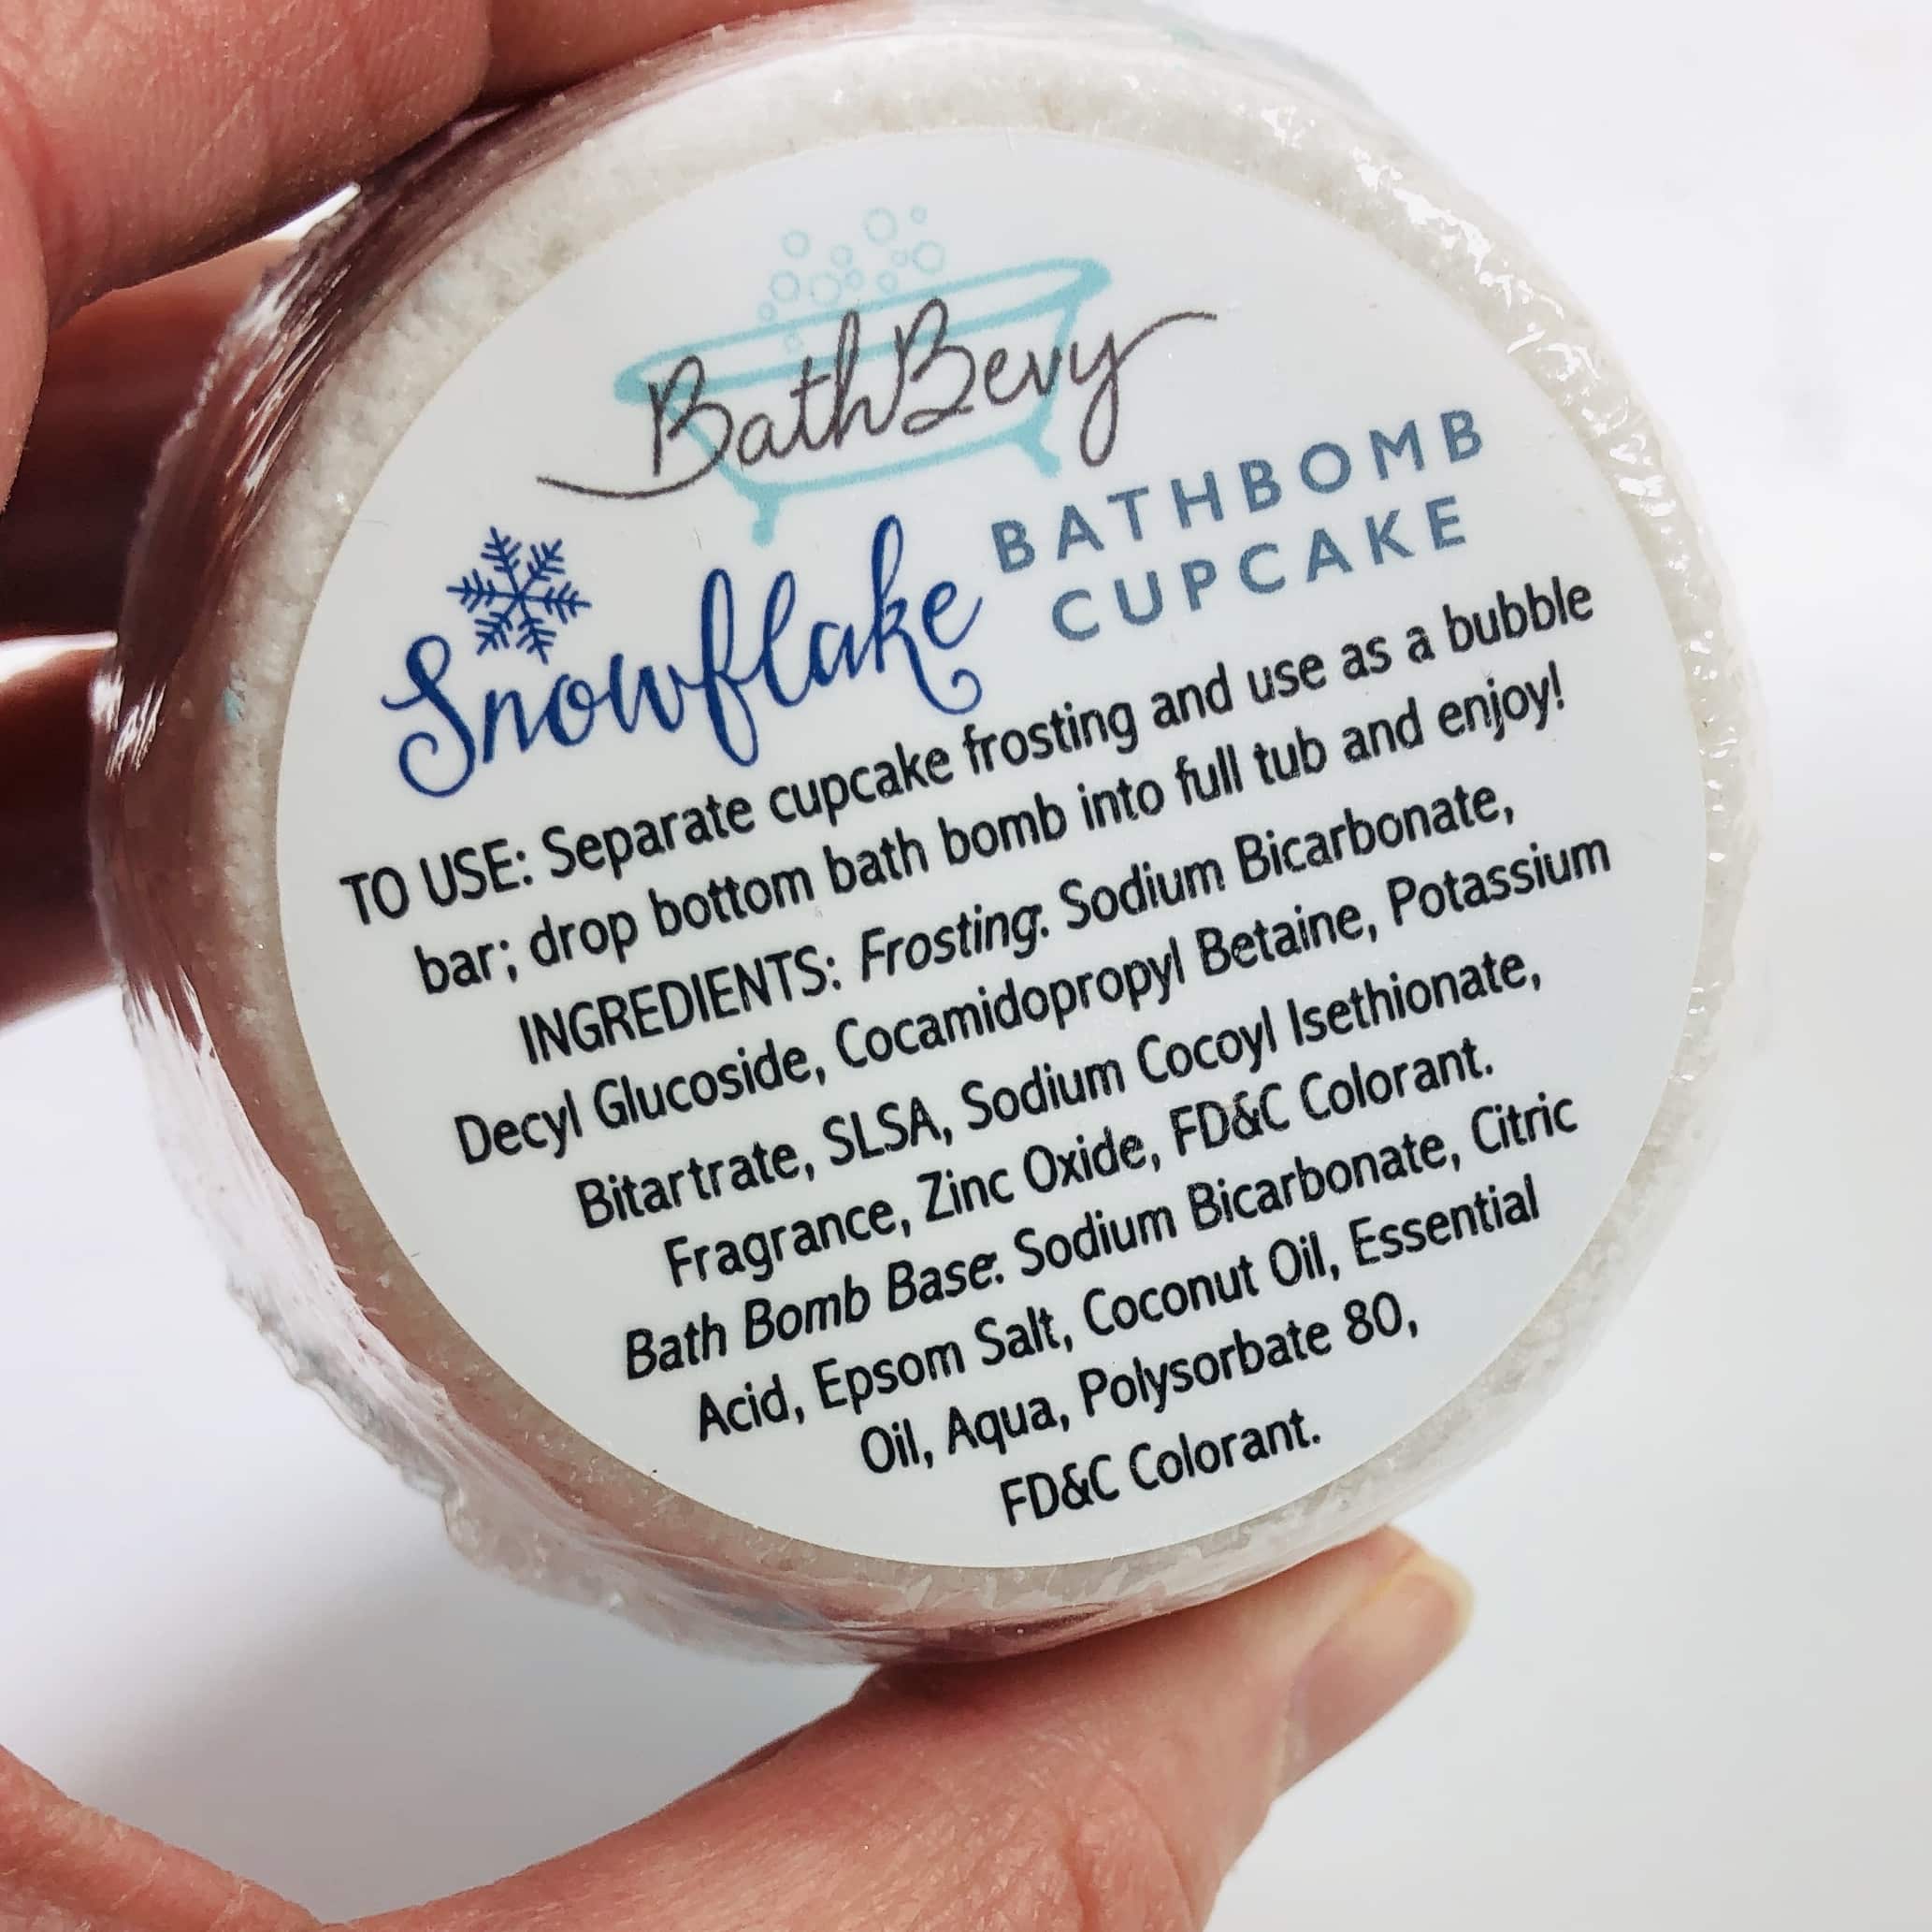 BathBevy
Snowflake BATHBOMB
CUPCAKE
TO USE: Separate cupcake frosting and use as a bubble
bar; drop bottom bath bomb into full tub and enjoy!
INGREDIENTS: Frosting: Sodium Bicarbonate,
Decyl Glucoside, Cocamidopropyl Betaine, Potassium
Bitartrate, SLSA, Sodium Cocoyl Isethionate,
Fragrance, Zinc Oxide, FD&C Colorant.
Bath Bomb Base: Sodium Bicarbonate, Citric
Acid, Epsom Salt, Coconut Oil, Essential
Oil, Aqua, Polysorbate 80,
FD&C Colorant.